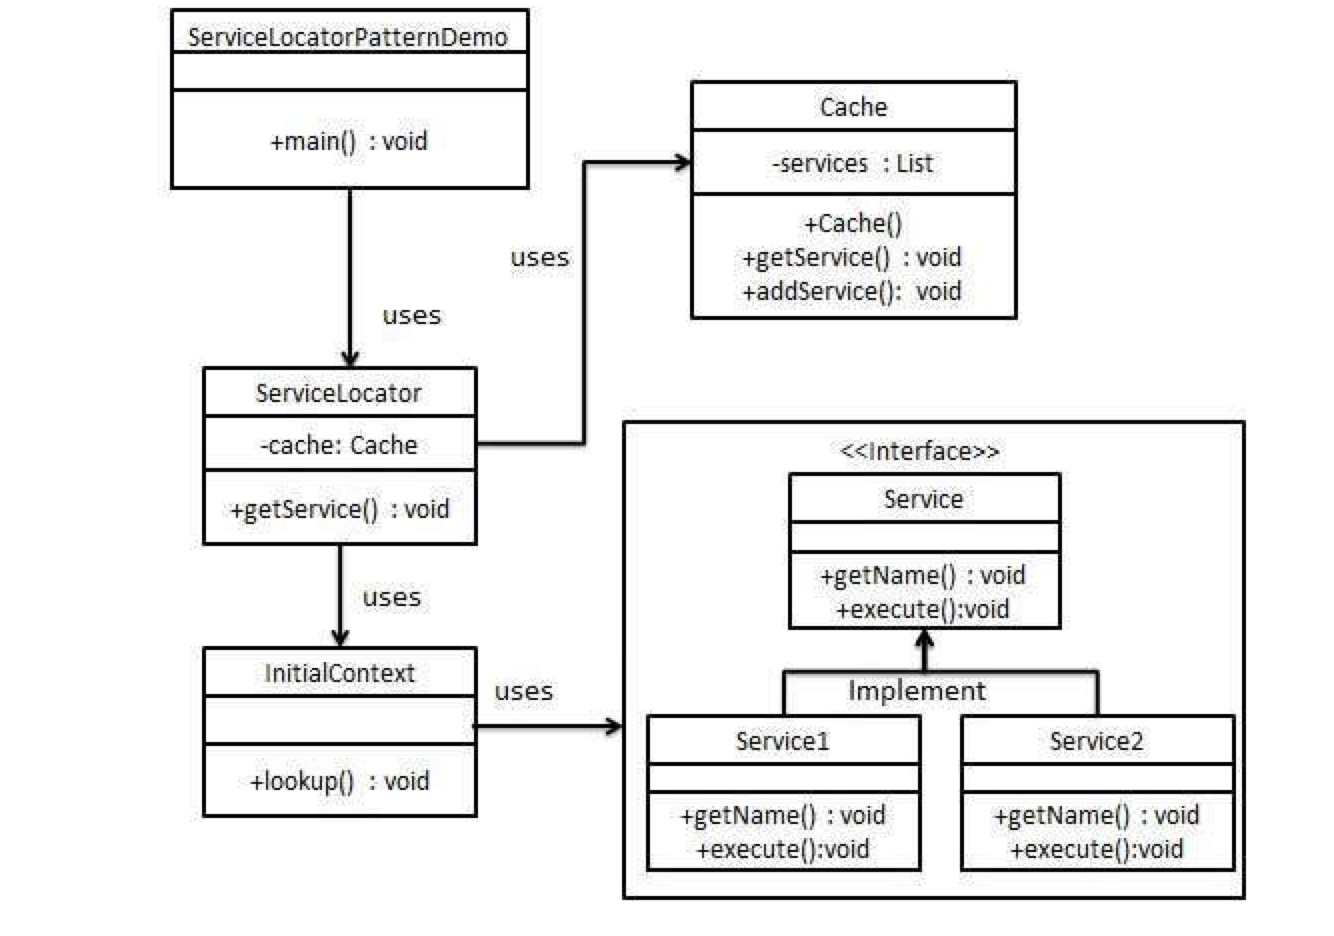 ServiceLocatorPatternDemo
+main() : void
uses
Cache
-services : List
+Cache()
+getService() : void
+addService(): void
uses
ServiceLocator
-cache: Cache
+getService() : void
uses
InitialContext
+lookup() : void
uses
<<Interface>>
Service
+getName() : void
+execute():void
Implement
Service1
+getName() : void
+execute():void
Service2
+getName() : void
+execute():void